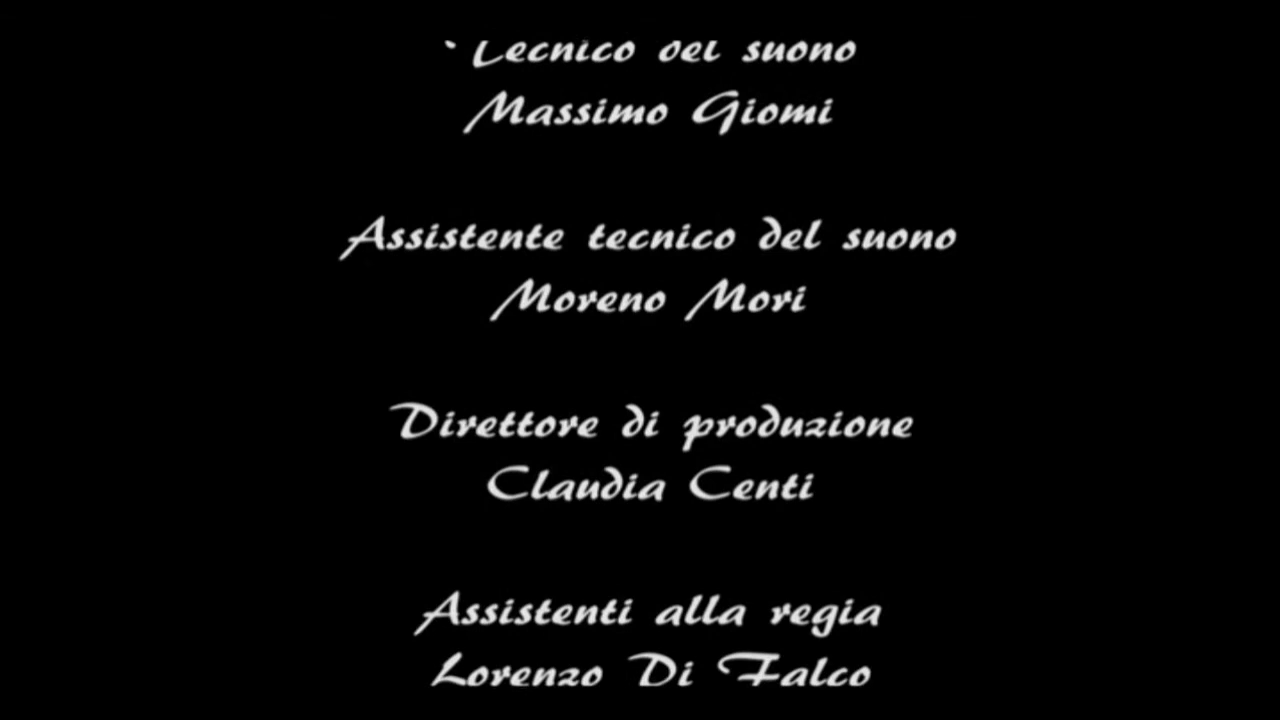 Tecnico del suono
Massimo Giomi
Assistente tecnico del suono
Moreno Mori
Direttore di produzione
Claudia Centi
Assistenti alla regia
Lorenzo Di Falco